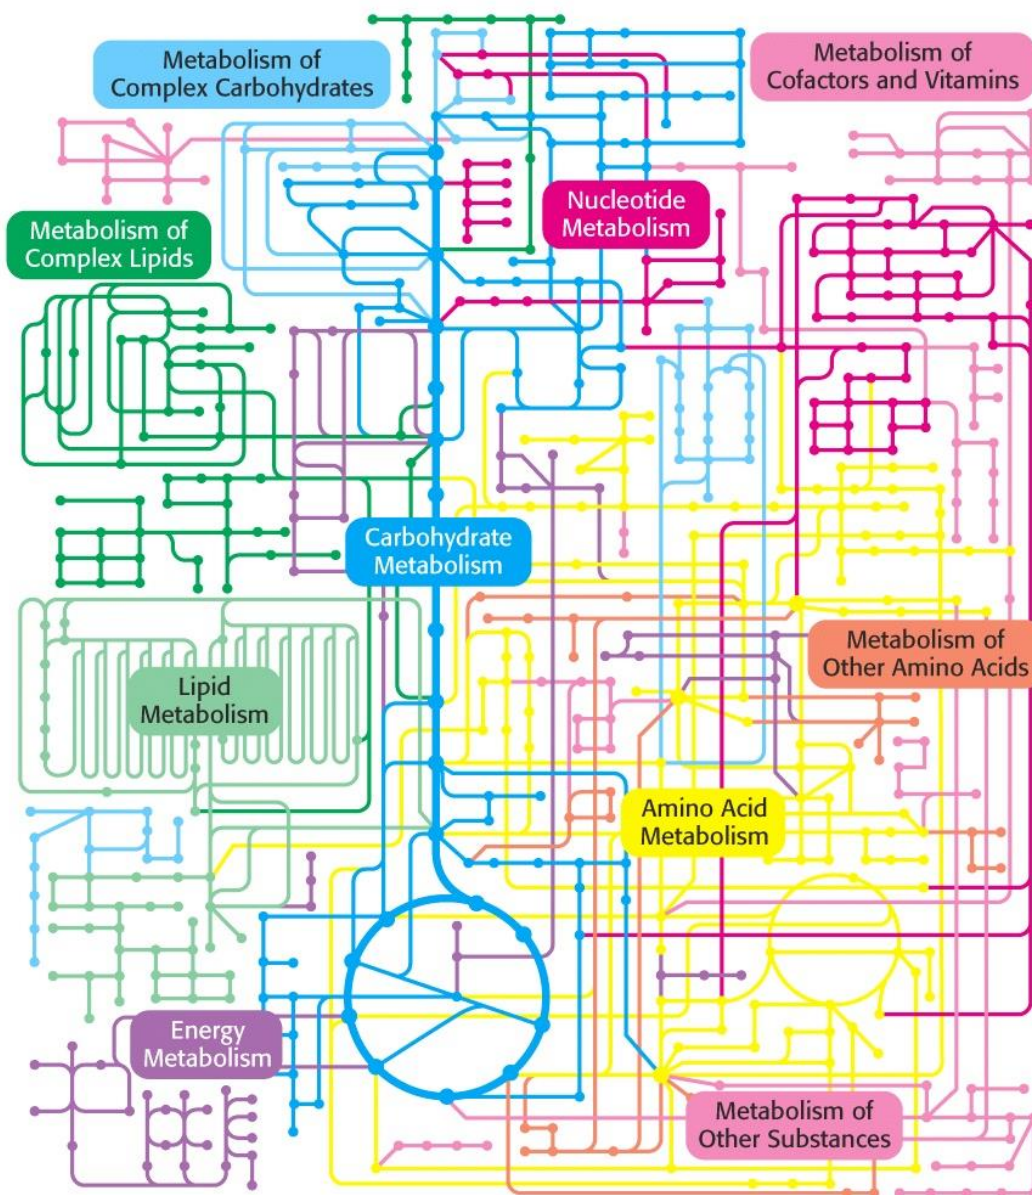 Metabolism of
Complex Carbohydrates
Metabolism of
Cofactors and Vitamins
Nucleotide
Metabolism
Metabolism of
Complex Lipids
Carbohydrate
Metabolism
Metabolism of
Other Amino Acids
Lipid
Metabolism
Amino Acid
Metabolism
Energy
Metabolism
Metabolism of
Other Substances